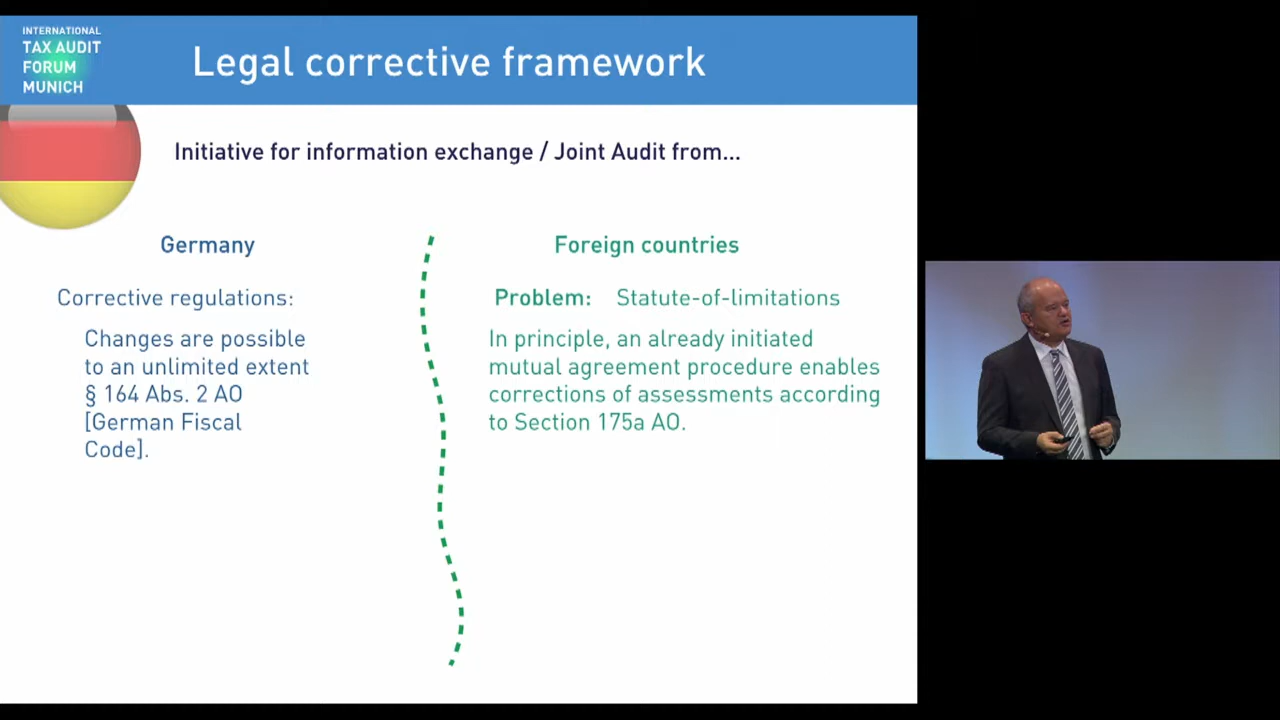 INTERNATIONAL
TAX AUDIT
FORUM
MUNICH
Legal corrective framework
Initiative for information exchange / Joint Audit from...
Germany
Corrective regulations:
Changes are possible
to an unlimited extent
§ 164 Abs. 2 AO
[German Fiscal
Code].
Foreign countries
Problem: Statute-of-limitations
In principle, an already initiated
mutual agreement procedure enables
corrections of assessments according
to Section 175a AO.